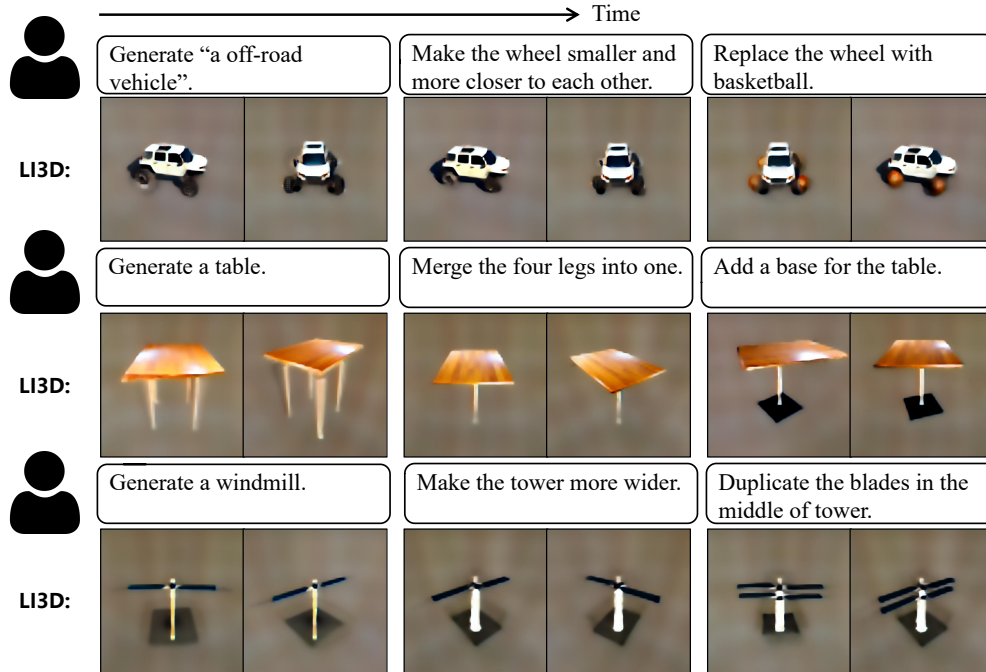 Time
Generate “a off-road
vehicle”.
Make the wheel smaller and
more closer to each other.
Replace the wheel with
basketball.
LI3D:
Generate a table.
Merge the four legs into one.
Add a base for the table.
LI3D:
Generate a windmill.
Make the tower more wider.
Duplicate the blades in the
middle of tower.
LI3D: